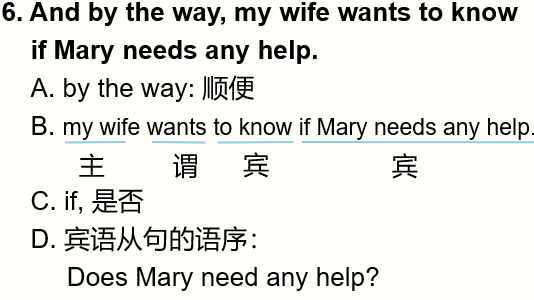 6. And by the way, my wife wants to know
if Mary needs any help.
A. by the way: 顺便
B. my wife wants to know if Mary needs any help.
主 谓 宾 宾
C. if, 是否
D. 宾语从句的语序：
Does Mary need any help?